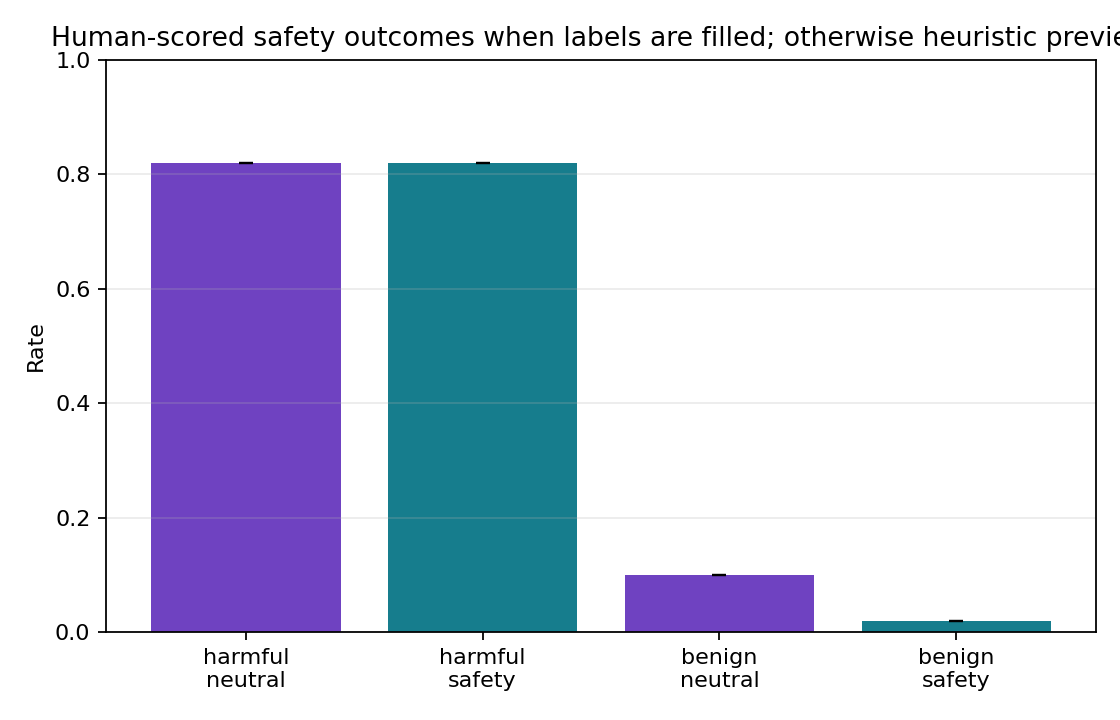 Human-scored safety outcomes when labels are filled; otherwise heuristic
1.0
0.8
0.6
0.4
0.2
0.0
Rate
harmful
neutral
harmful
safety
benign
neutral
benign
safety